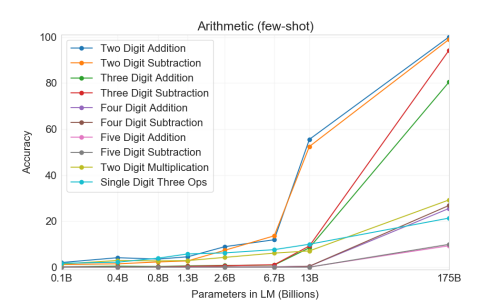 Arithmetic (few-shot)
100
80
60
40
20
0
Accuracy
Two Digit Addition
Two Digit Subtraction
Three Digit Addition
Three Digit Subtraction
Four Digit Addition
Four Digit Subtraction
Five Digit Addition
Five Digit Subtraction
Two Digit Multiplication
Single Digit Three Ops
0.1B 0.4B 0.8B 1.3B 2.6B 6.7B 13B 175B
Parameters in LM (Billions)